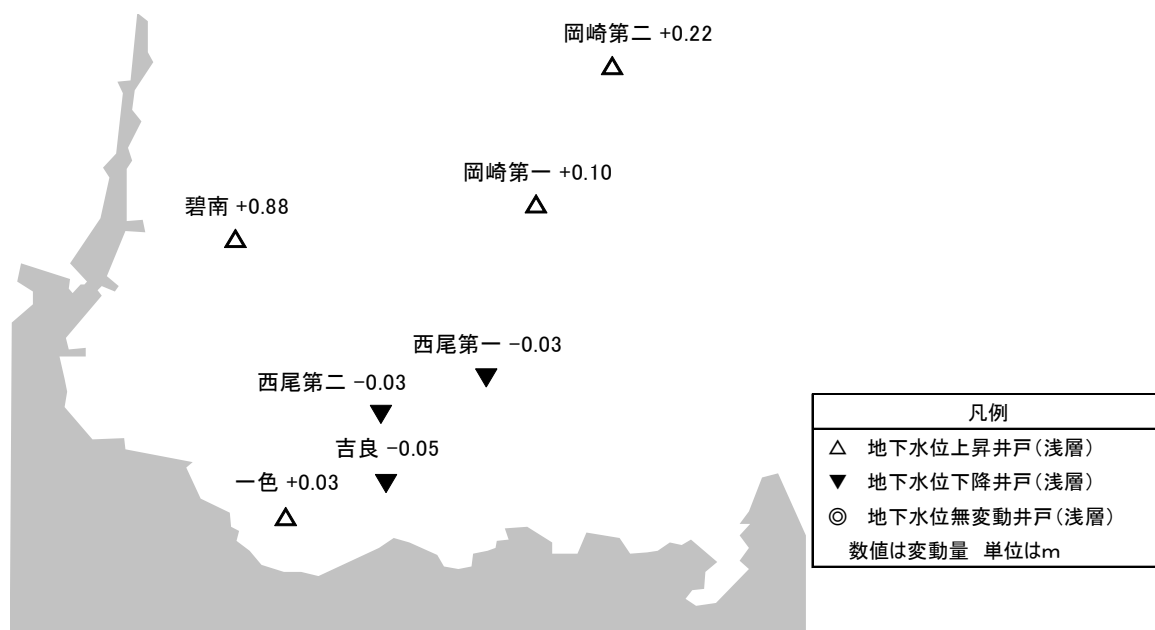 岡崎第二 +0.22
岡崎第一 +0.10
碧南 +0.88
西尾第一 -0.03
西尾第二 -0.03
吉良 -0.05
一色 +0.03
凡例
△ 地下水位上昇井戸(浅層)
▼ 地下水位下降井戸(浅層)
◎ 地下水位無変動井戸(浅層)
数値は変動量 単位はm